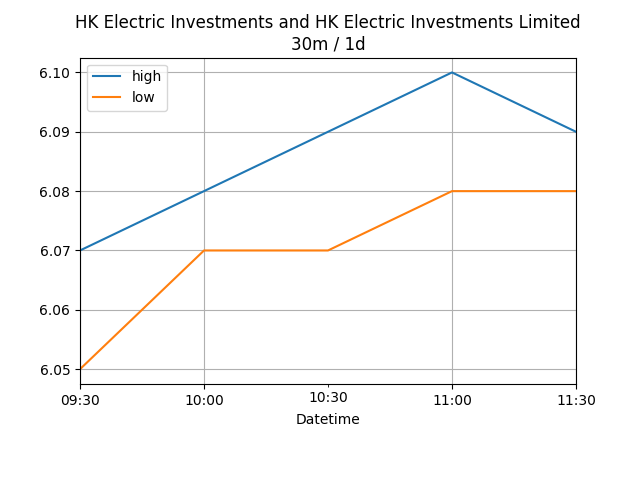 HK Electric Investments and HK Electric Investments Limited
30m / 1d
high
low
6.10
6.09
6.08
6.07
6.06
6.05
09:30 10:00 10:30 11:00 11:30
Datetime